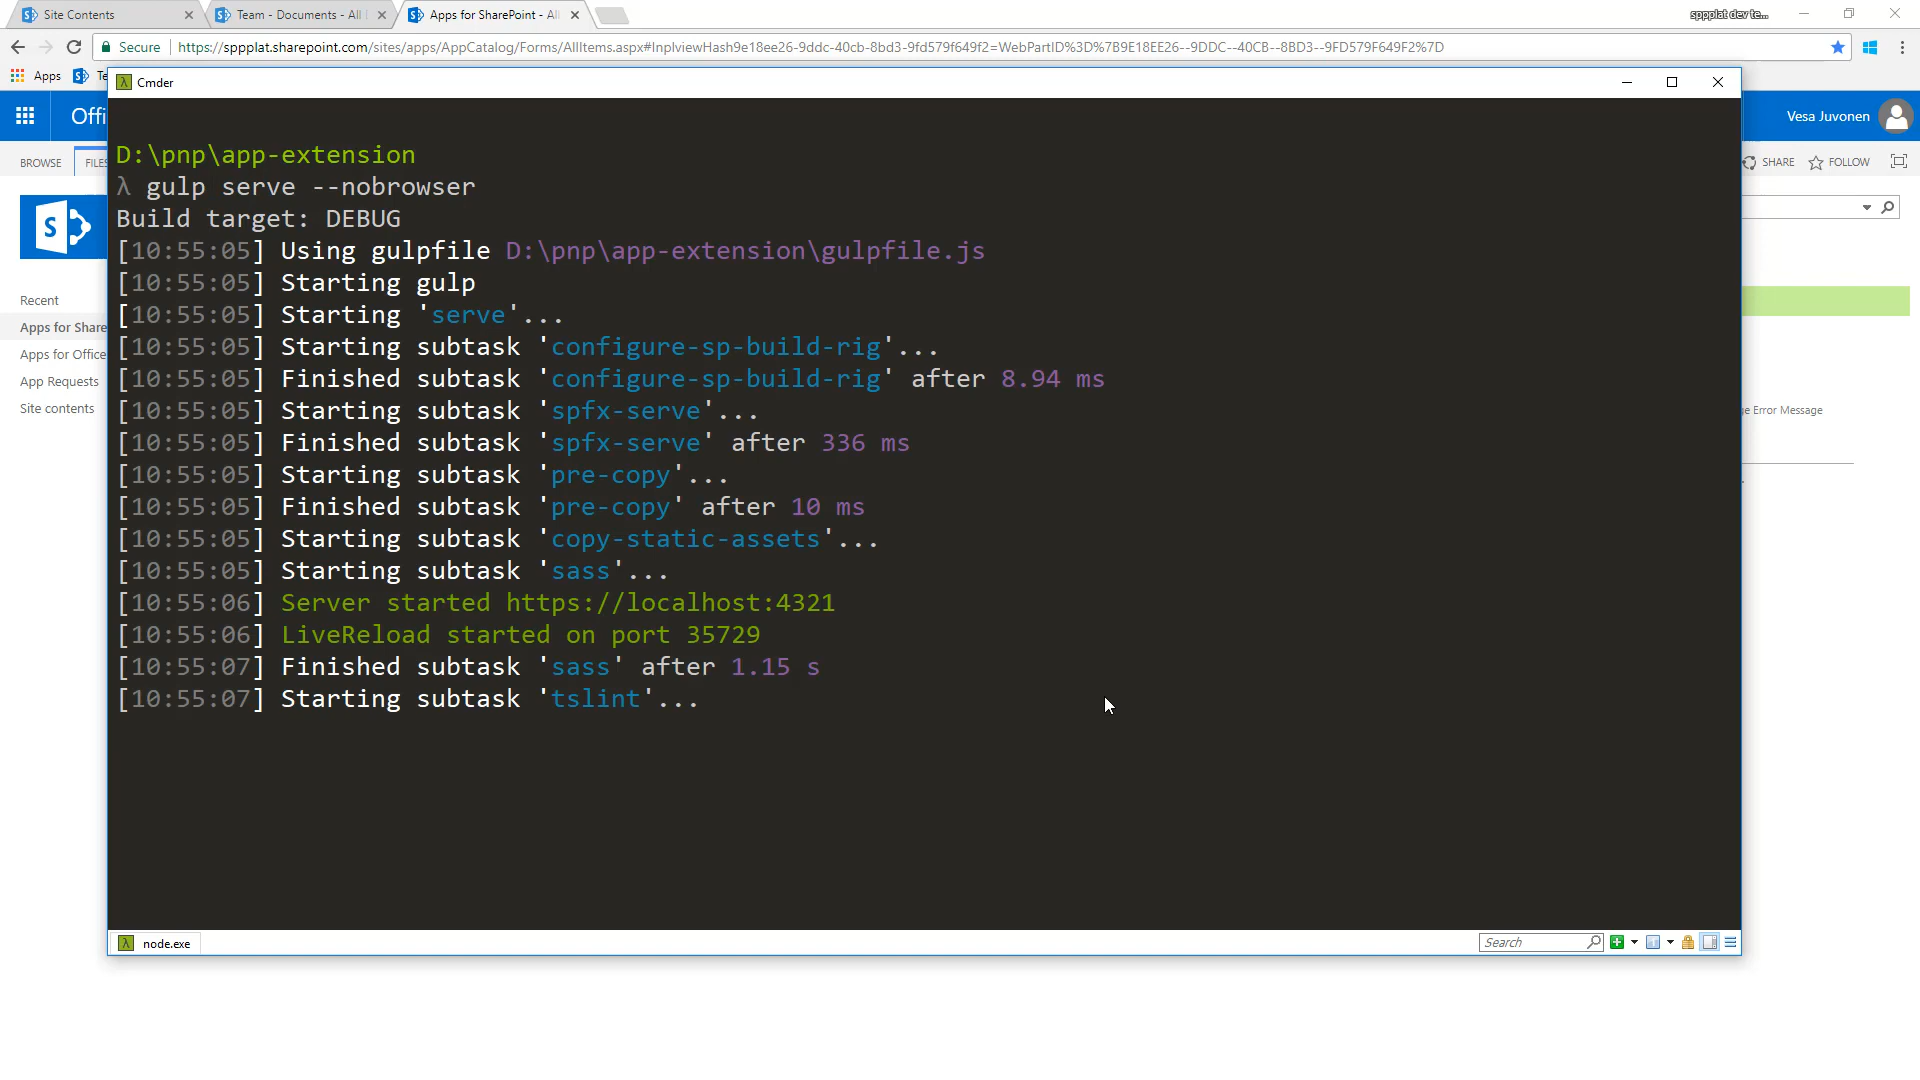 Site Contents
Team - Documents - All
Apps for SharePoint - Al
sppplat dev te...
Secure
https://sppplat.sharepoint.com/sites/apps/AppCatalog/Forms/AllItems.aspx#InplviewHash9e18ee26-9ddc-40cb-8bd3-9fd579f649f2=WebPartID%3D%7B9E18EE26--9DDC--40CB--8BD3--9FD579F649F2%7D
Apps
Cmder
Offi
Vesa Juvonen
BROWSE
FILES
SHARE
FOLLOW
Recent
Apps for Share
Apps for Office
App Requests
Site contents
ge Error Message
D:\pnp\app-extension
λ gulp serve --nobrowser
Build target: DEBUG
[10:55:05] Using gulpfile D:\pnp\app-extension\gulpfile.js
[10:55:05] Starting gulp
[10:55:05] Starting 'serve'...
[10:55:05] Starting subtask 'configure-sp-build-rig'...
[10:55:05] Finished subtask 'configure-sp-build-rig' after 8.94 ms
[10:55:05] Starting subtask 'spfx-serve'...
[10:55:05] Finished subtask 'spfx-serve' after 336 ms
[10:55:05] Starting subtask 'pre-copy'...
[10:55:05] Finished subtask 'pre-copy' after 10 ms
[10:55:05] Starting subtask 'copy-static-assets'...
[10:55:05] Starting subtask 'sass'...
[10:55:06] Server started https://localhost:4321
[10:55:06] LiveReload started on port 35729
[10:55:07] Finished subtask 'sass' after 1.15 s
[10:55:07] Starting subtask 'tslint'...
node.exe
Search